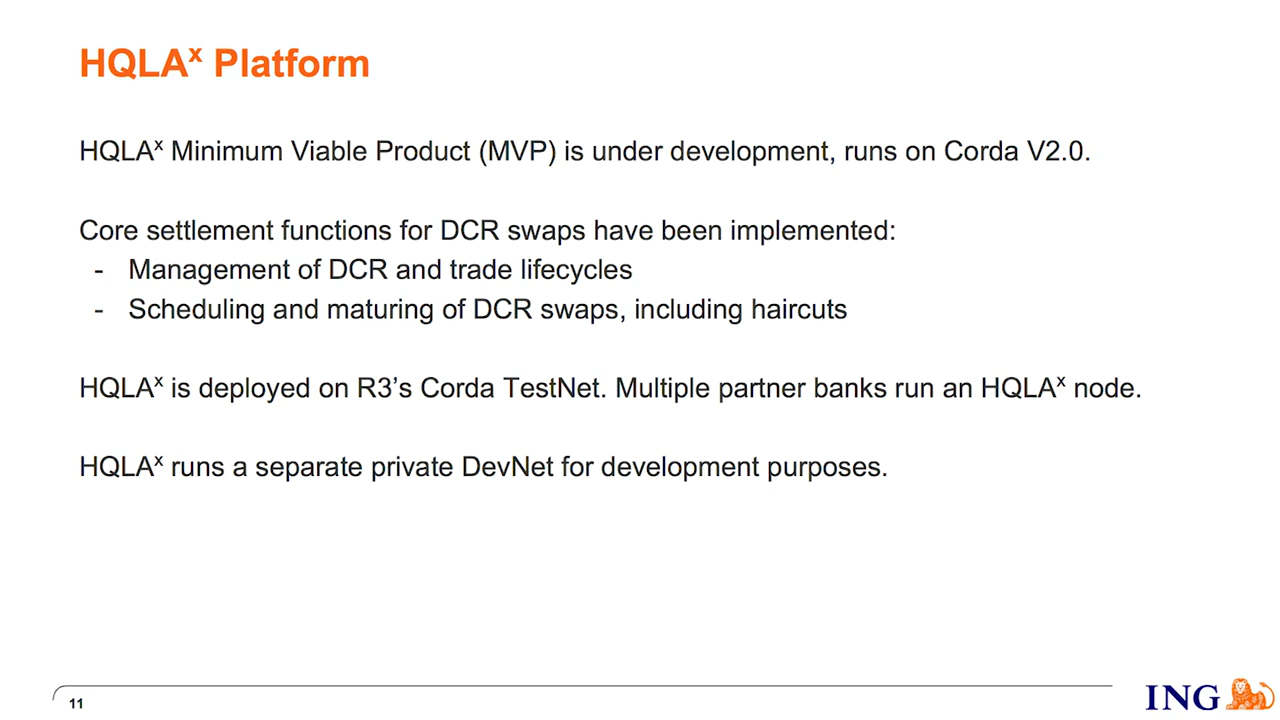 HQLAˣ Platform
HQLAˣ Minimum Viable Product (MVP) is under development, runs on Corda V2.0.
Core settlement functions for DCR swaps have been implemented:
- Management of DCR and trade lifecycles
- Scheduling and maturing of DCR swaps, including haircuts
HQLAˣ is deployed on R3’s Corda TestNet. Multiple partner banks run an HQLAˣ node.
HQLAˣ runs a separate private DevNet for development purposes.
11
ING